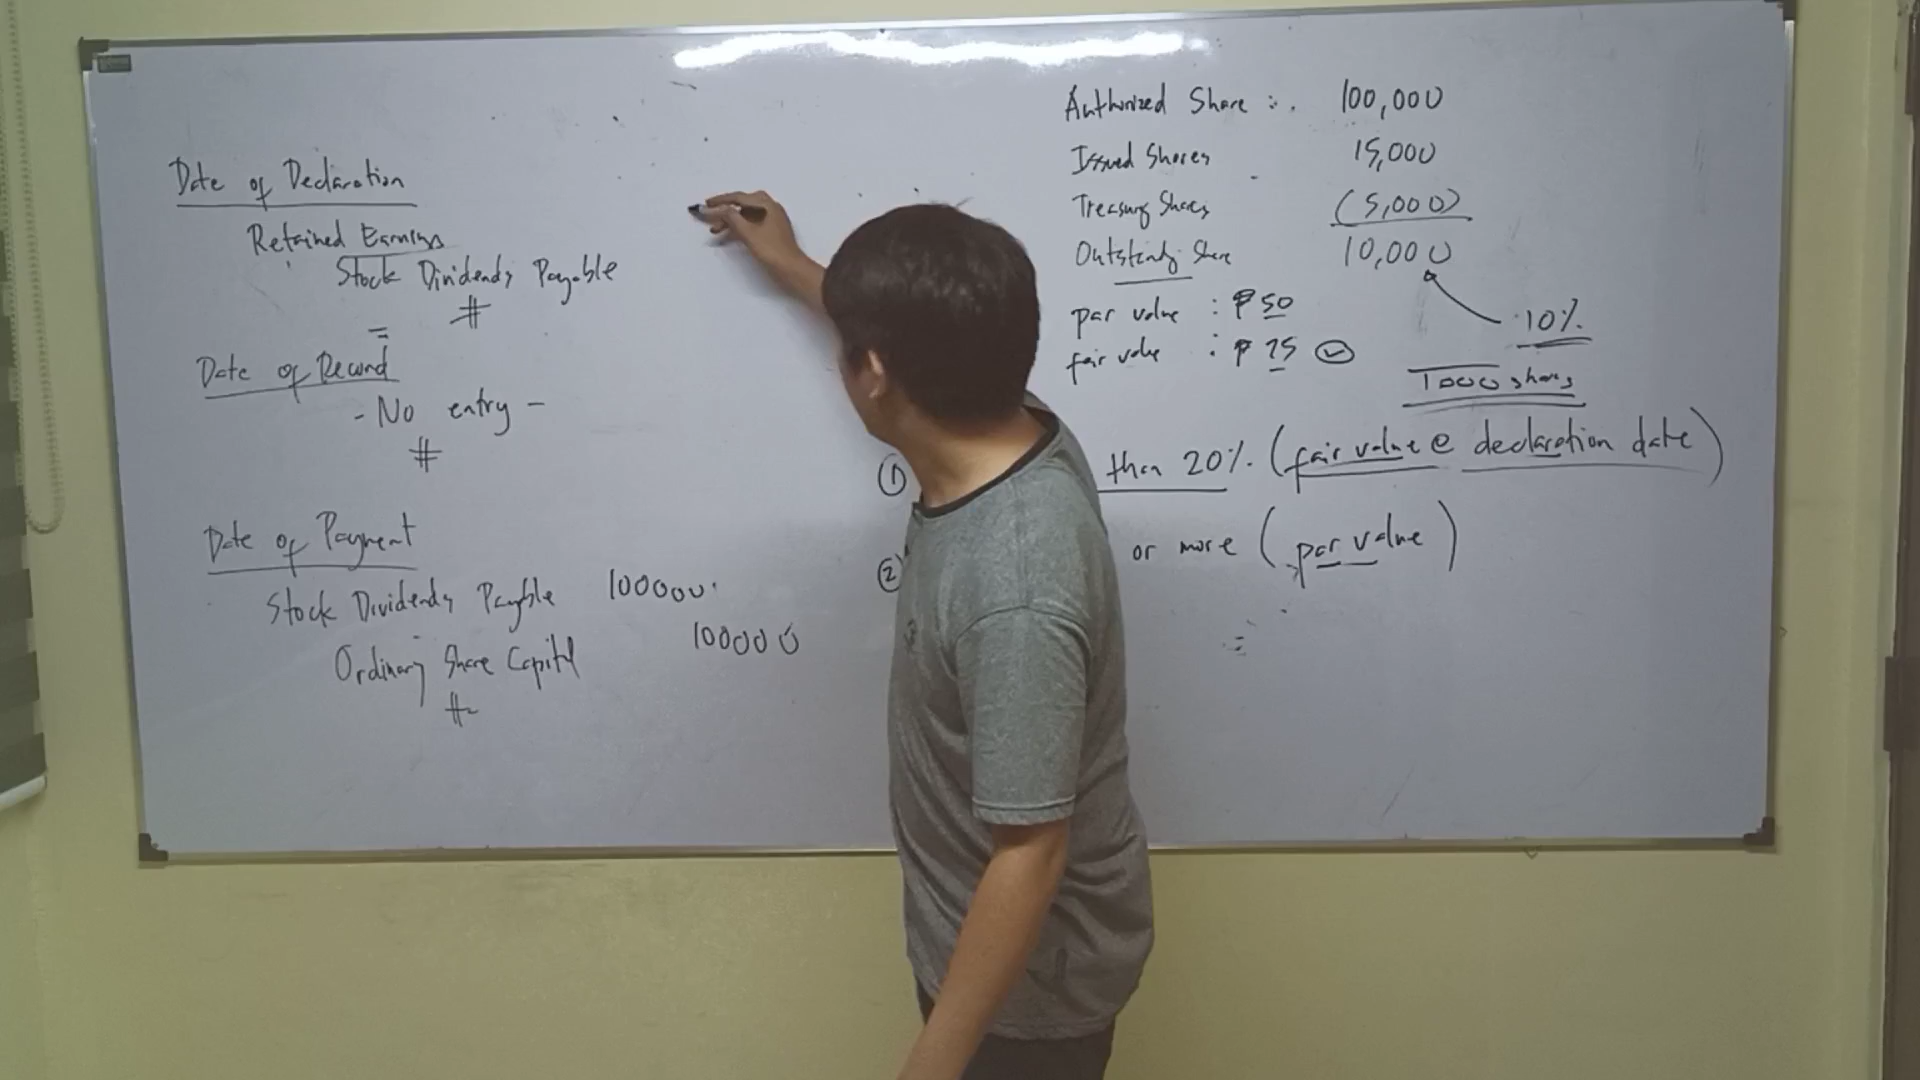 Date of Declaration
Retained Earnings
Stock Dividends Payable
#
Date of Record
- No entry -
#
Date of Payment
Stock Dividends Payable 100000
Ordinary Share Capital 100000
#
Authorized Share : 100,000
Issued Shares 15,000
Treasury Shares (5,000)
Outstandg Share 10,000
par value : ₱ 50
fair value : ₱ 75
10%
1000 shares
① than 20% (fair value @ declaration date)
② or more (par value)